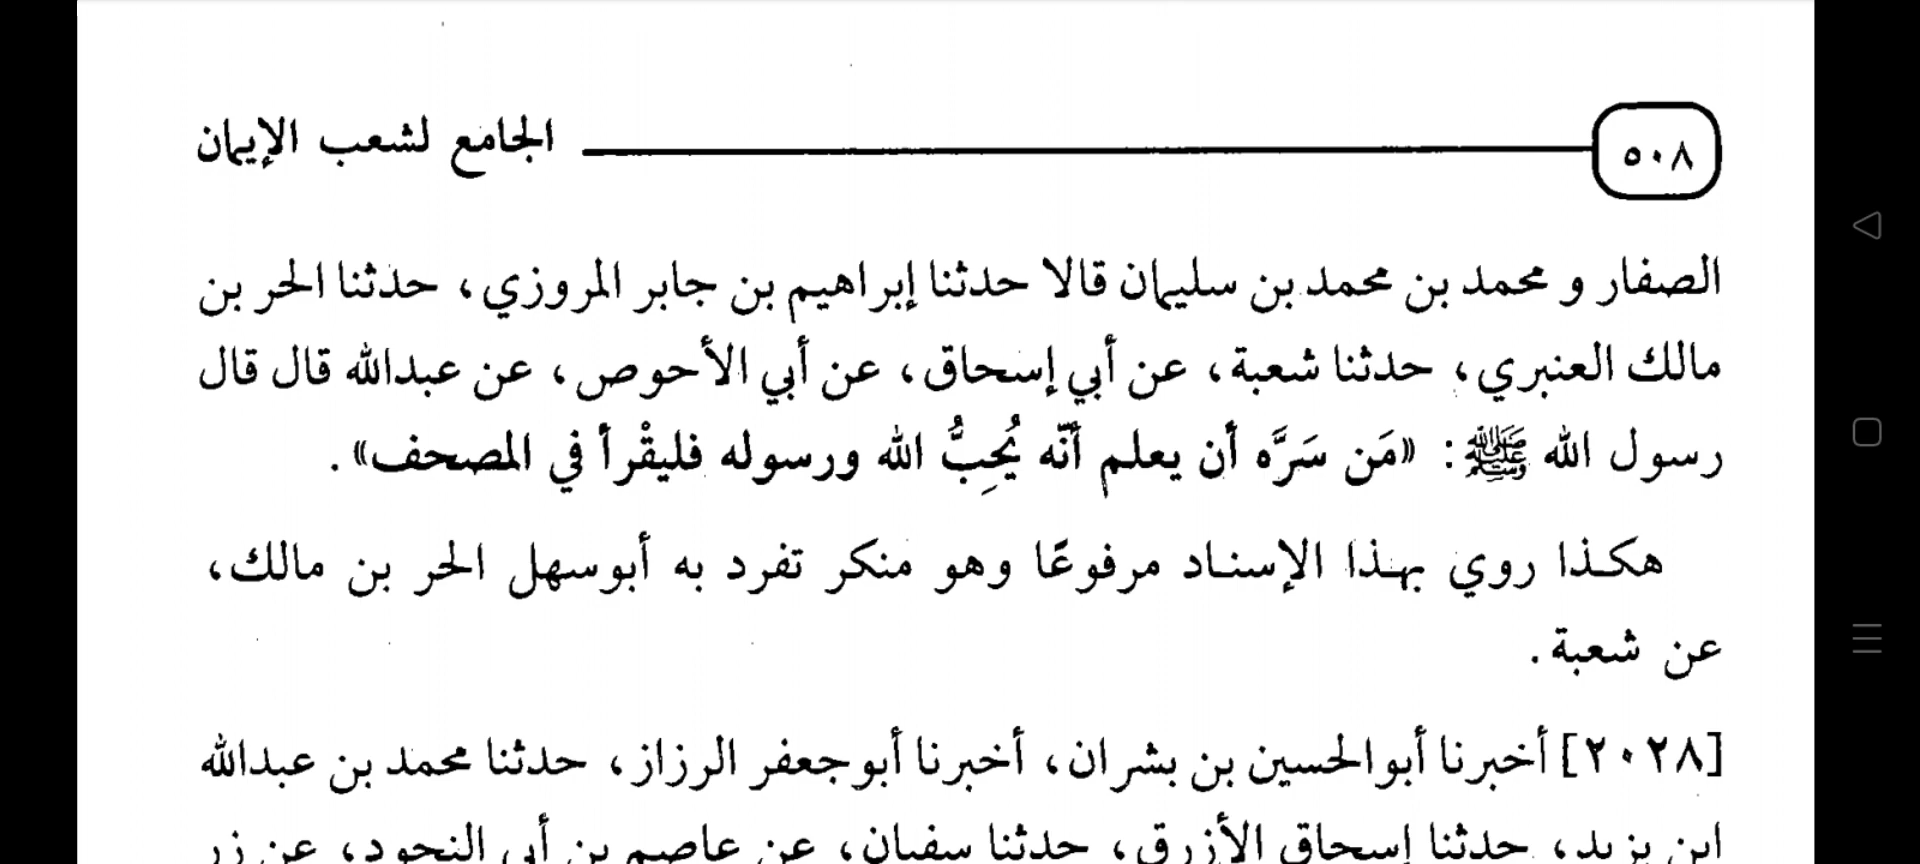 ٥٠٨ الجامع لشعب الإيمان
الصفار و محمد بن محمد بن سليمان قالا حدثنا إبراهيم بن جابر المروزي، حدثنا الحر بن
مالك العنبري، حدثنا شعبة، عن أبي إسحاق، عن أبي الأحوص، عن عبدالله قال قال
رسول الله ﷺ: «مَن سَرَّه أن يعلم أنّه يُحِبُّ الله ورسوله فليقْرأ في المصحف».
هكذا روي بهذا الإسناد مرفوعًا وهو منكر تفرد به أبوسهل الحر بن مالك،
عن شعبة.
[٢٠٢٨] أخبرنا أبوالحسين بن بشران، أخبرنا أبوجعفر الرزاز، حدثنا محمد بن عبدالله
ابن يزيد، حدثنا إسحاق الأزرق، حدثنا سفيان، عن عاصم بن أبي النجود، عن زر